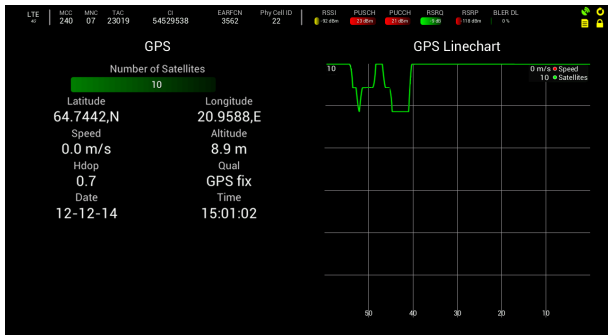 LTE MCC MNC TAC CI EARFCN Phy Cell ID RSSI PUSCH PUCCH RSRQ RSRP BLER DL
240 07 23019 54529538 3562 22 -92 dBm 23 dBm 21 dBm 0 %
GPS
GPS Linechart
Number of Satellites
10
Latitude Longitude
64.7442,N 20.9588,E
Speed Altitude
0.0 m/s 8.9 m
Hdop Qual
0.7 GPS fix
Date Time
12-12-14 15:01:02
10
0 m/s Speed
10 Satellites
50 40 30 20 10